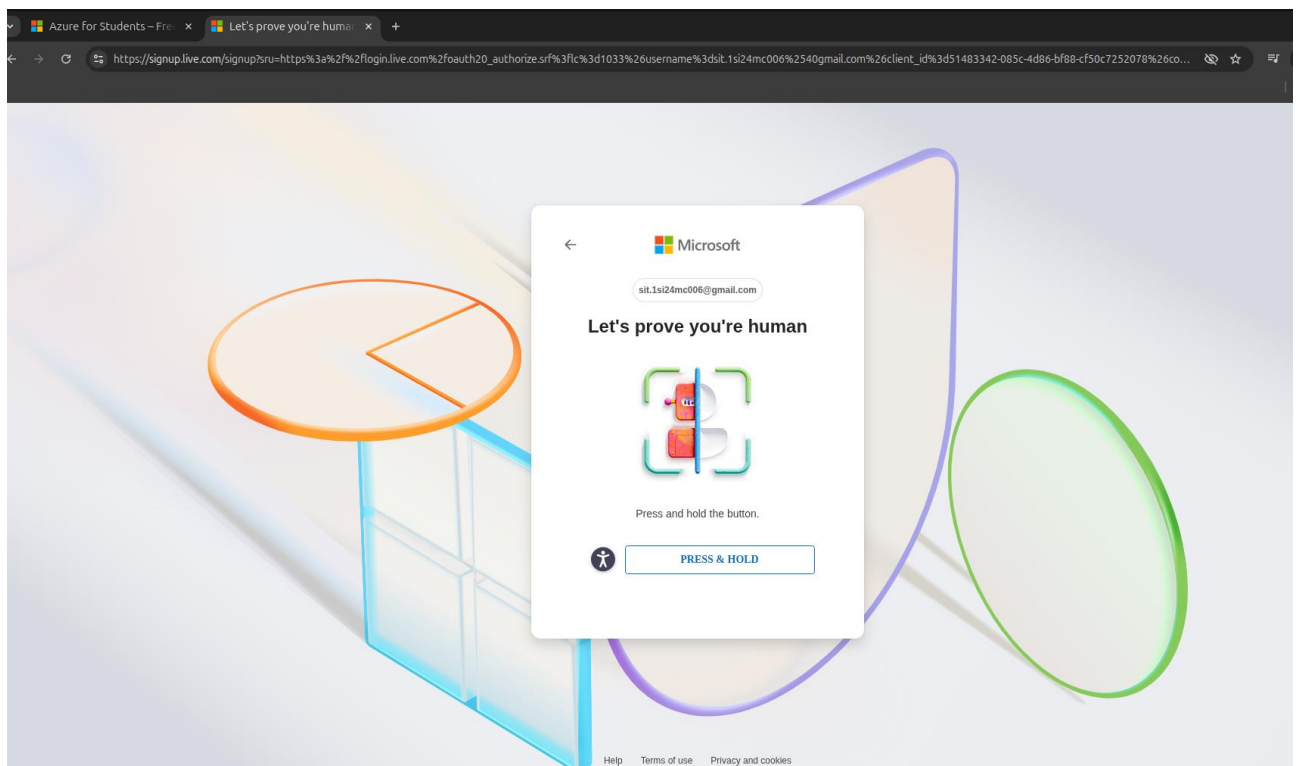 Azure for Students – Fre
Let's prove you're human
https://signup.live.com/signup?sru=https%3a%2f%2flogin.live.com%2foauth20_authorize.srf%3flc%3d1033%26username%3dsit.1si24mc006%2540gmail.com%26client_id%3d51483342-085c-4d86-bf88-cf50c7252078%26co...
Microsoft
sit.1si24mc006@gmail.com
Let's prove you're human
Press and hold the button.
PRESS & HOLD
Help Terms of use Privacy and cookies